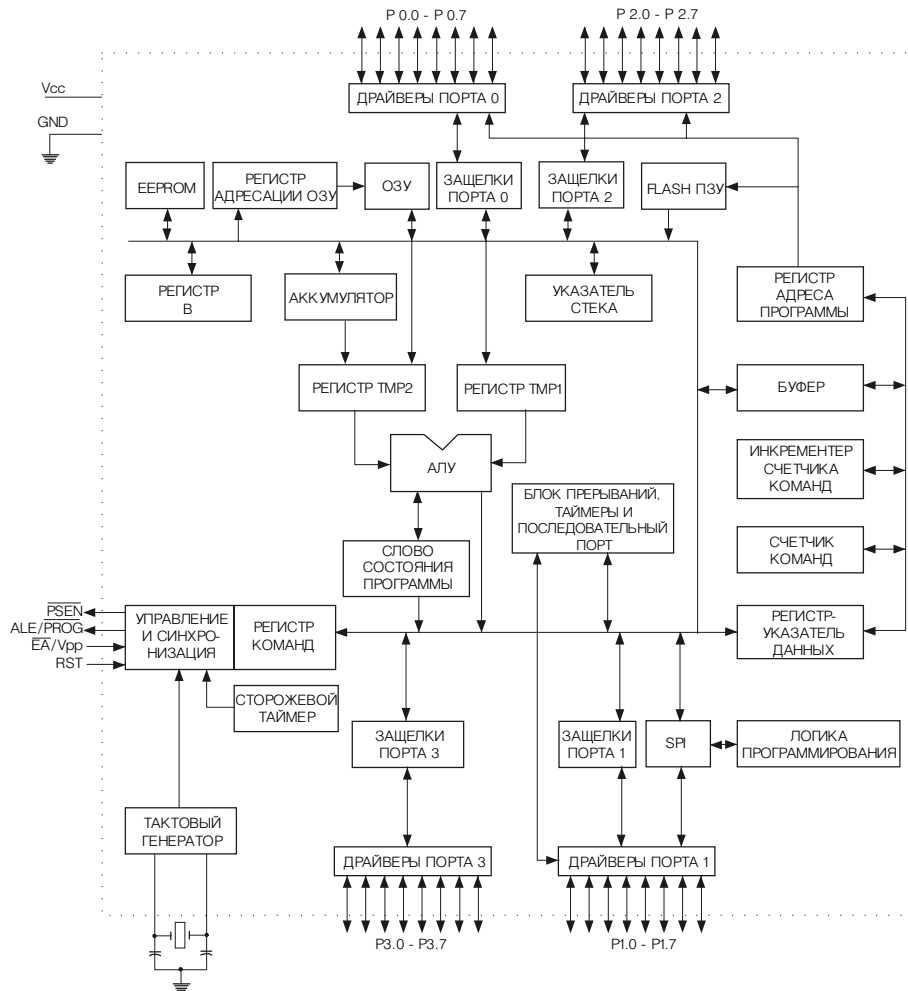 P 0.0 - P 0.7
P 2.0 - P 2.7
Vcc
GND
ДРАЙВЕРЫ ПОРТА 0
ДРАЙВЕРЫ ПОРТА 2
EEPROM
РЕГИСТР
АДРЕСАЦИИ ОЗУ
ОЗУ
ЗАЩЕЛКИ
ПОРТА 0
ЗАЩЕЛКИ
ПОРТА 2
FLASH ПЗУ
РЕГИСТР
В
АККУМУЛЯТОР
УКАЗАТЕЛЬ
СТЕКА
РЕГИСТР
АДРЕСА
ПРОГРАММЫ
РЕГИСТР TMP2
РЕГИСТР TMP1
БУФЕР
АЛУ
ИНКРЕМЕНТЕР
СЧЕТЧИКА
КОМАНД
БЛОК ПРЕРЫВАНИЙ,
ТАЙМЕРЫ И
ПОСЛЕДОВАТЕЛЬНЫЙ
ПОРТ
СЧЕТЧИК
КОМАНД
СЛОВО
СОСТОЯНИЯ
ПРОГРАММЫ
PSEN
ALE/PROG
EA/Vpp
RST
УПРАВЛЕНИЕ
И СИНХРО-
НИЗАЦИЯ
РЕГИСТР
КОМАНД
РЕГИСТР-
УКАЗАТЕЛЬ
ДАННЫХ
СТОРОЖЕВОЙ
ТАЙМЕР
ЗАЩЕЛКИ
ПОРТА 3
ЗАЩЕЛКИ
ПОРТА 1
SPI
ЛОГИКА
ПРОГРАММИРОВАНИЯ
ТАКТОВЫЙ
ГЕНЕРАТОР
ДРАЙВЕРЫ ПОРТА 3
ДРАЙВЕРЫ ПОРТА 1
P3.0 - P3.7
P1.0 - P1.7